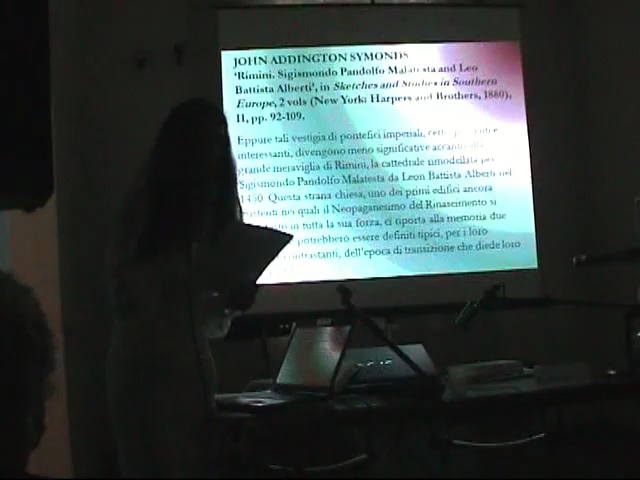 JOHN ADDINGTON SYMONDS
'Rimini. Sigismondo Pandolfo Malatesta and Leo
Battista Alberti', in Sketches and Studies in Southern
Europe, 2 vols (New York: Harpers and Brothers, 1880),
II, pp. 92-109.
Eppure tali vestigia di pontefici imperiali,
interessanti, divengono meno significative accanto alla
grande meraviglia di Rimini, la cattedrale rimodellata per
Sigismondo Pandolfo Malatesta da Leon Battista Alberti nel
1450. Questa strana chiesa, uno dei primi edifici ancora
nei quali il Neopaganesimo del Rinascimento si
in tutta la sua forza, ci riporta alla memoria due
potrebbero essere definiti tipici, per i loro
contrastanti, dell'epoca di transizione che diede loro